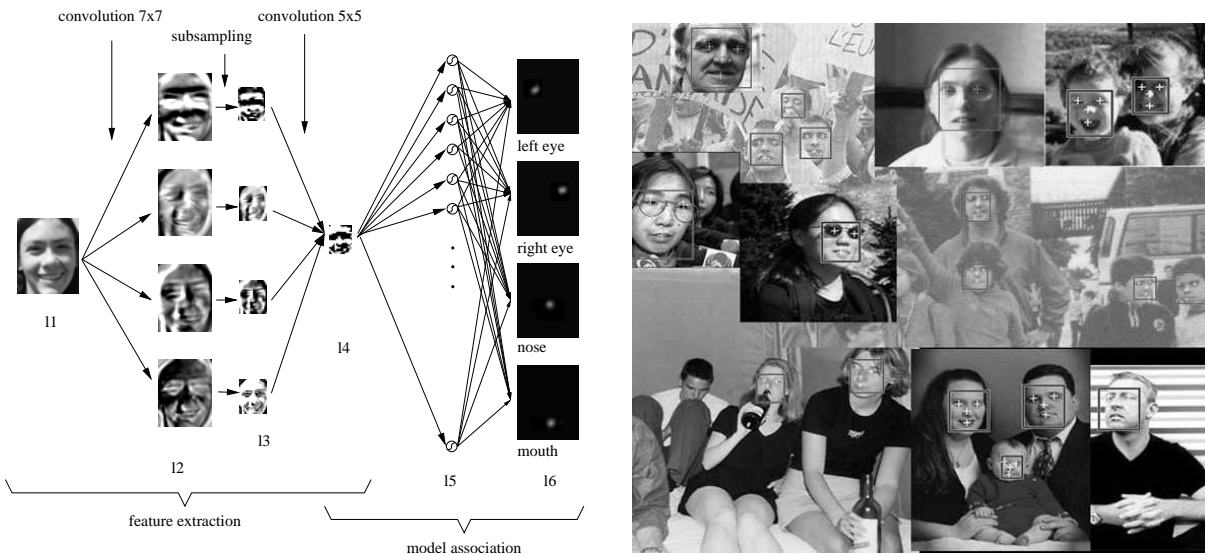 convolution 7x7
convolution 5x5
subsampling
left eye
right eye
nose
mouth
l1
l2
l3
l4
l5
l6
feature extraction
model association
D'
L'EU